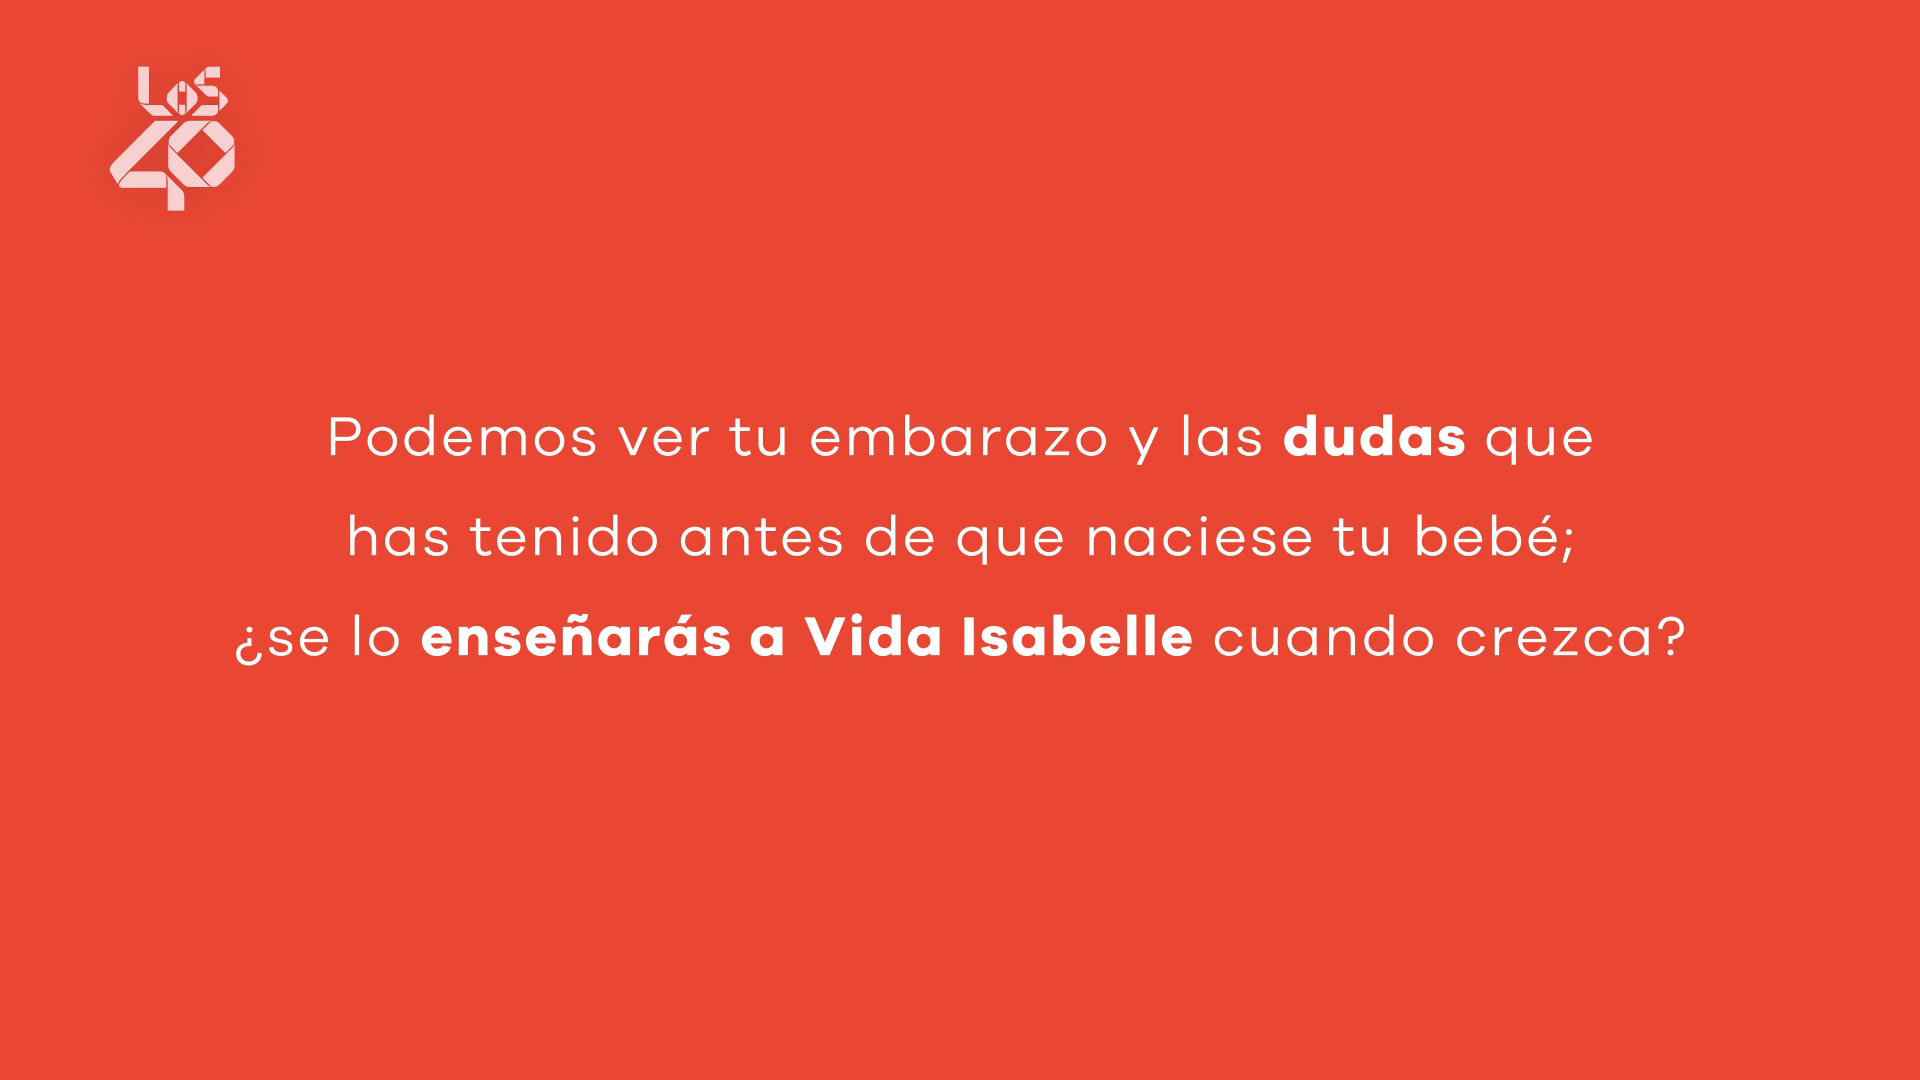 LOS
40
Podemos ver tu embarazo y las dudas que
has tenido antes de que naciese tu bebé;
¿se lo enseñarás a Vida Isabelle cuando crezca?